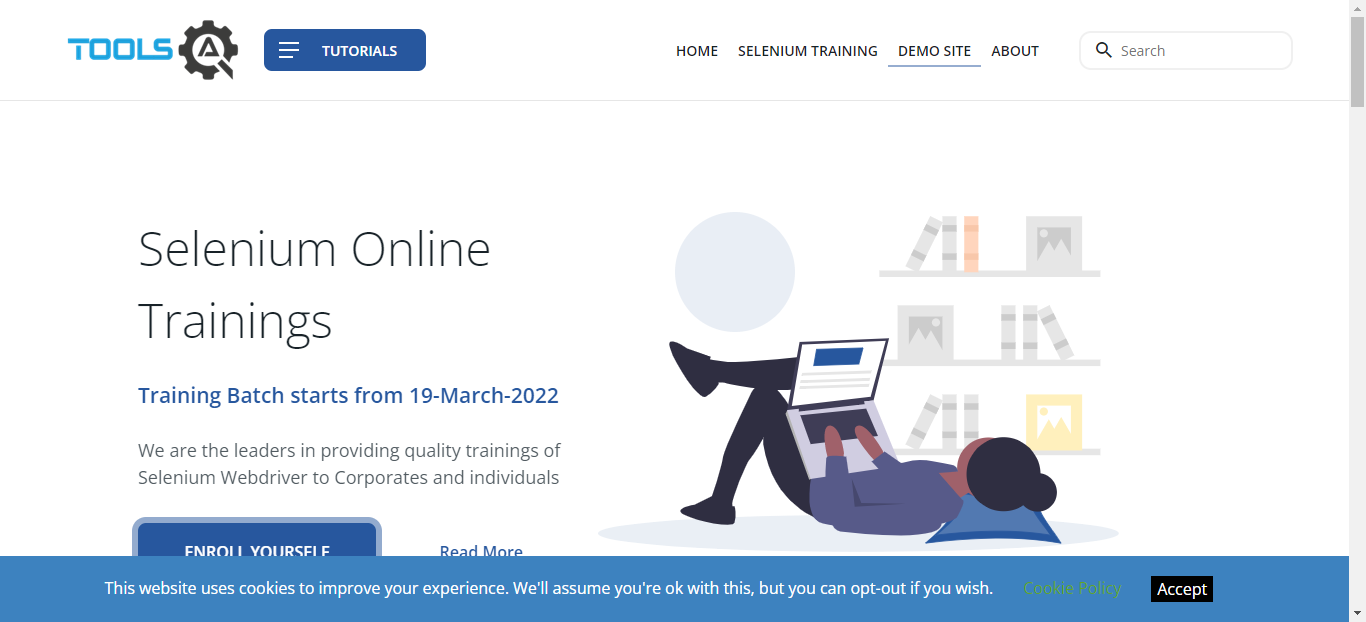 TOOLS QA
TUTORIALS
HOME
SELENIUM TRAINING
DEMO SITE
ABOUT
Search
Selenium Online
Trainings
Training Batch starts from 19-March-2022
We are the leaders in providing quality trainings of
Selenium Webdriver to Corporates and individuals
ENROLL YOURSELF
Read More
This website uses cookies to improve your experience. We'll assume you're ok with this, but you can opt-out if you wish.
Cookie Policy
Accept